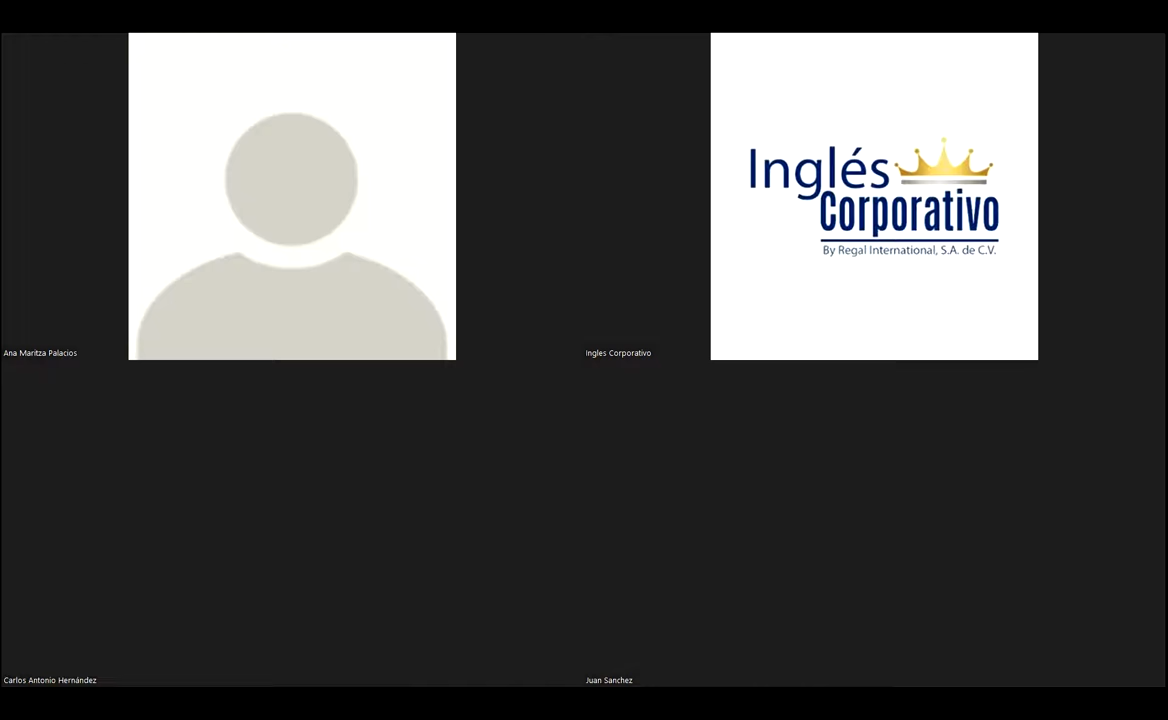 Inglés
Corporativo
By Regal International, S.A. de C.V.
Ana Maritza Palacios
Ingles Corporativo
Carlos Antonio Hernández
Juan Sanchez